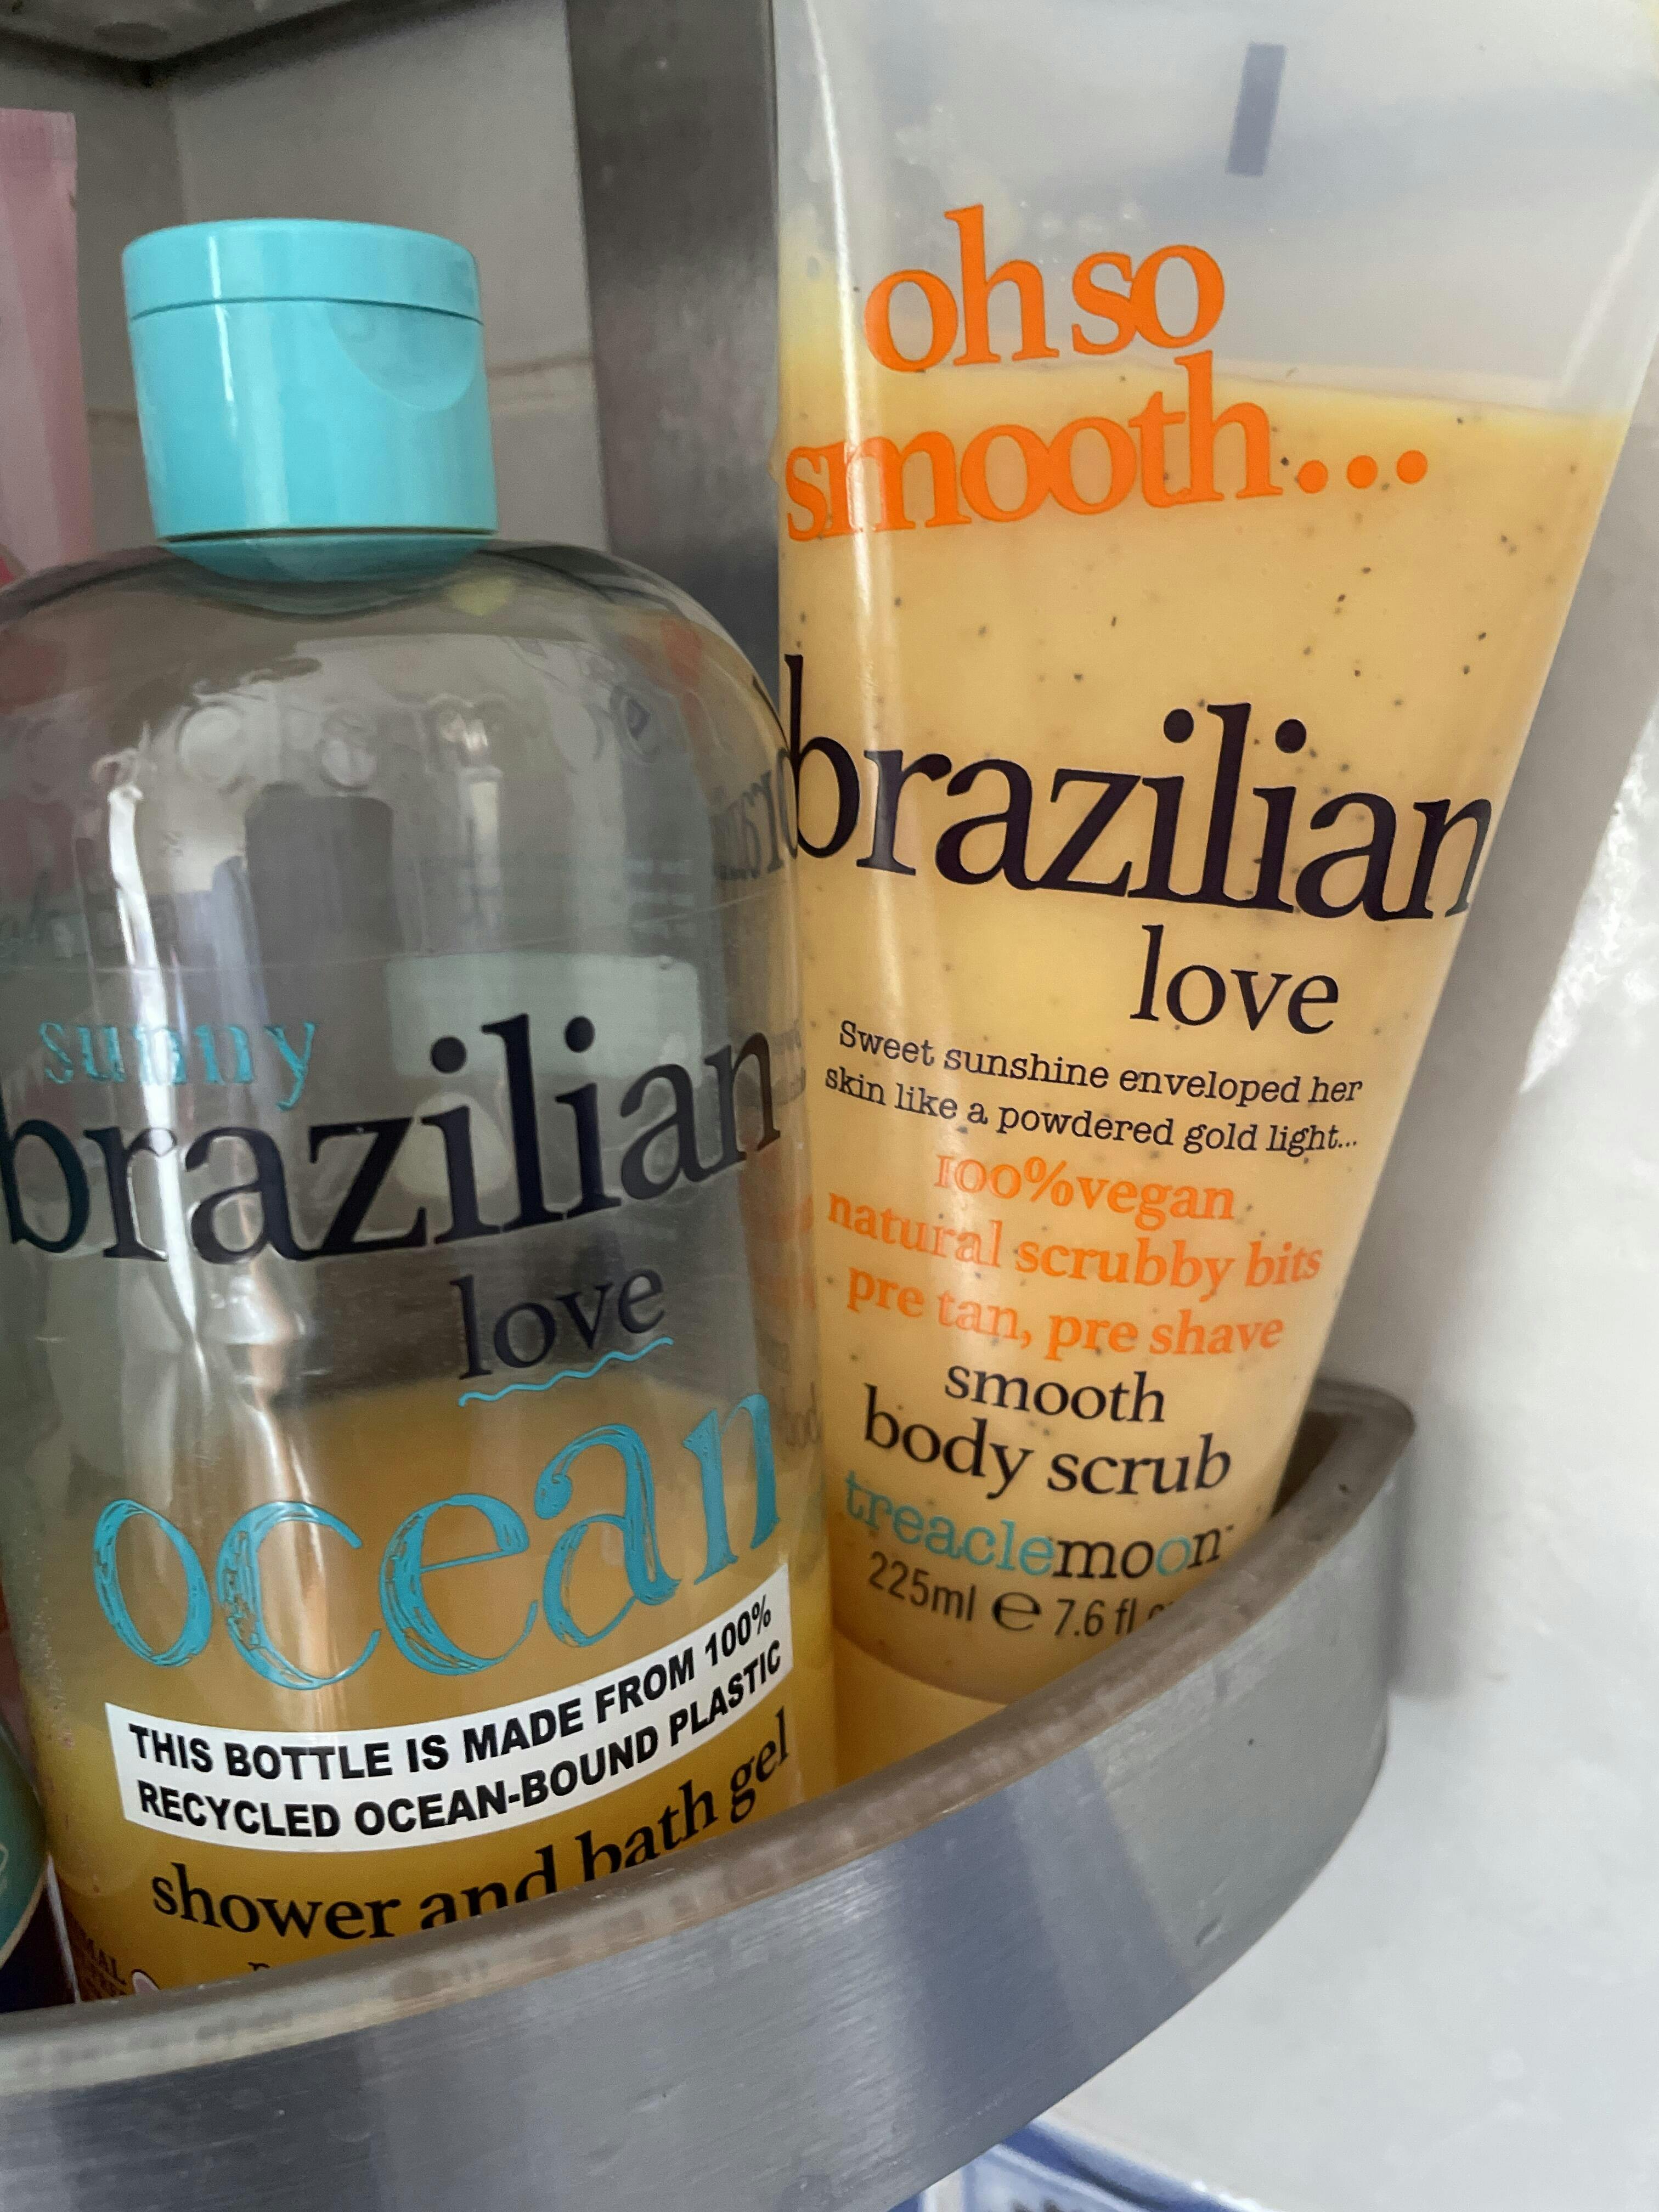 sunny
brazilian
love
ocean
THIS BOTTLE IS MADE FROM 100%
RECYCLED OCEAN-BOUND PLASTIC
shower and bath gel
oh so
smooth...
brazilian
love
Sweet sunshine enveloped her
skin like a powdered gold light...
100%vegan
natural scrubby bits
pre tan, pre shave
smooth
body scrub
treaclemoon
225ml ℮ 7.6 fl